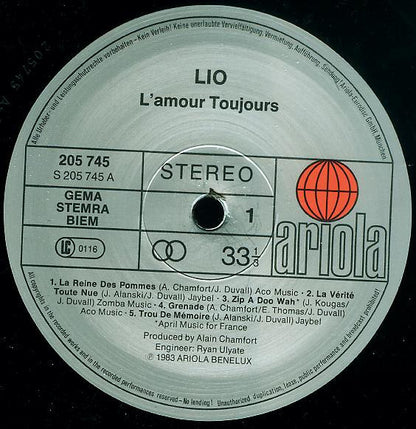 Alle Urheber- und Leistungsschutzrechte vorbehalten - Kein Verleih! Keine unerlaubte Vervielfältigung, Vermietung, Aufführung, Sendung! Ariola-Eurodisc GmbH, München
LIO
L'amour Toujours
205 745
S 205 745 A
STEREO
GEMA
STEMRA
BIEM
1
LC 0116
33 1/3
ariola
1. La Reine Des Pommes (A. Chamfort/J. Duvall) Aco Music · 2. La Vérité
Toute Nue (J. Alanski/J. Duvall) Jaybel · 3. Zip A Doo Wah* (J. Kougas/
J. Duvall) Zomba Music · 4. Grenade (A. Chamfort/E. Thomas/J. Duvall)
Aco Music · 5. Trou De Mémoire (J. Alanski/J. Duvall) Jaybel
*April Music for France
Produced by Alain Chamfort
Engineer: Ryan Ulyate
℗ 1983 ARIOLA BENELUX
All copyrights, in the recorded works and in the recorded performances, reserved - No lending! Unauthorized duplication, lease, public performance and broadcast prohibited!